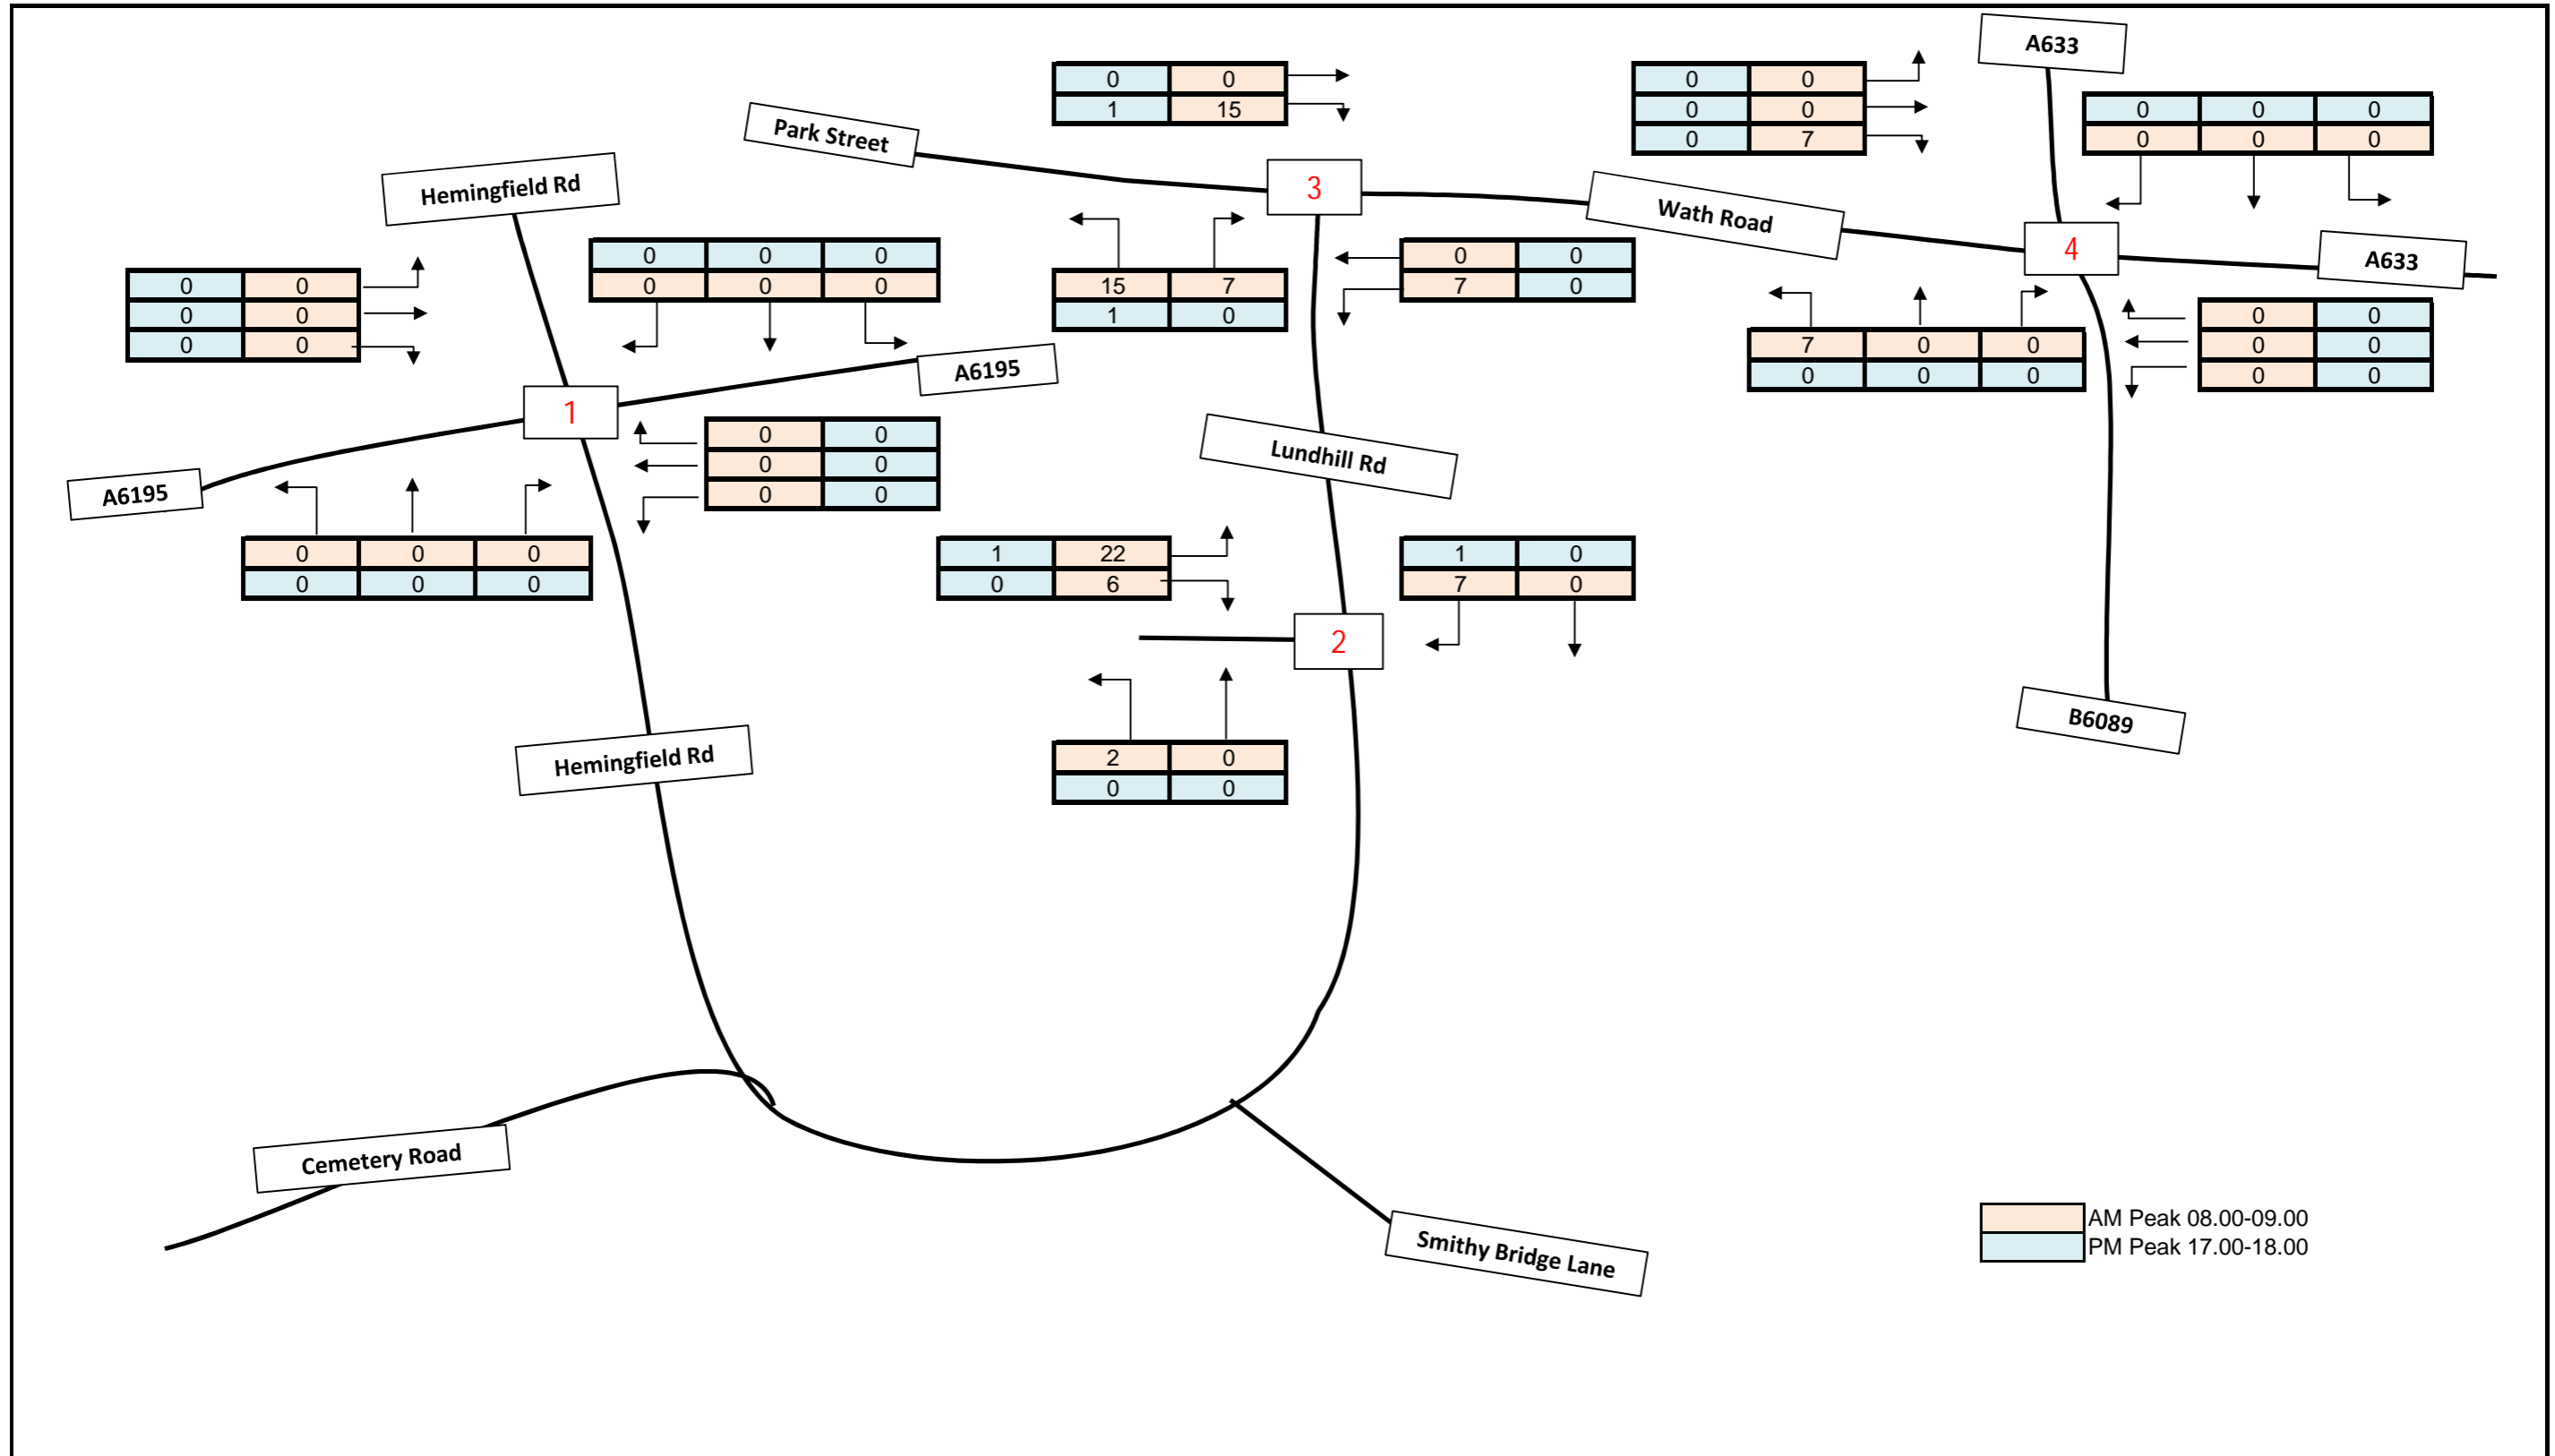 A633
0 0
1 15
0 0
0 0
0 7
0 0 0
0 0 0
Park Street
Hemingfield Rd
3
Wath Road
4
A633
0 0
0 0
0 0
0 0 0
0 0 0
15 7
1 0
0 0
7 0
7 0 0
0 0 0
0 0
0 0
0 0
A6195
1
0 0
0 0
0 0
Lundhill Rd
A6195
0 0 0
0 0 0
1 22
0 6
1 0
7 0
2
B6089
Hemingfield Rd
2 0
0 0
Cemetery Road
Smithy Bridge Lane
AM Peak 08.00-09.00
PM Peak 17.00-18.00